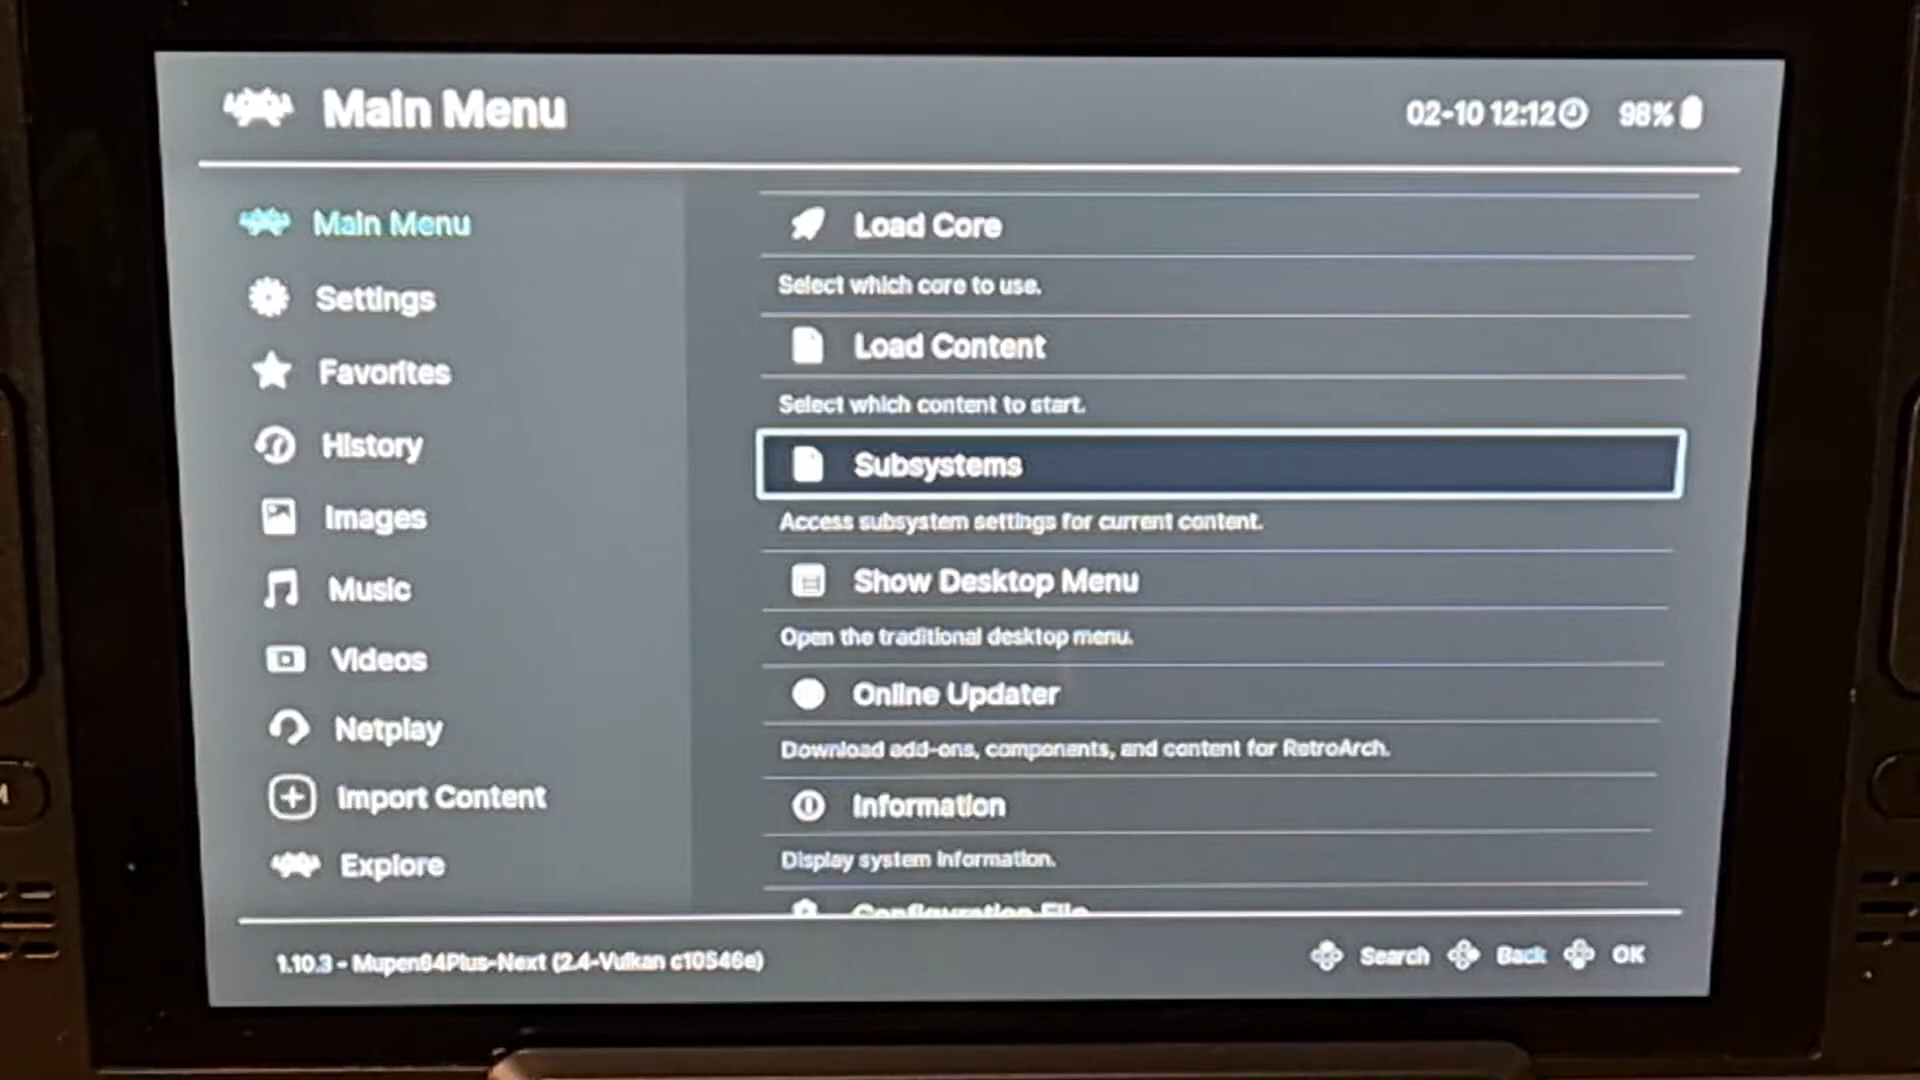 Main Menu
02-10 12:12 98%
Main Menu
Settings
Favorites
History
Images
Music
Videos
Netplay
Import Content
Explore
Load Core
Select which core to use.
Load Content
Select which content to start.
Subsystems
Access subsystem settings for current content.
Show Desktop Menu
Open the traditional desktop menu.
Online Updater
Download add-ons, components, and content for RetroArch.
Information
Display system information.
Configuration File
1.10.3 - Mupen64Plus-Next (2.4-Vulkan c10546e)
Search Back OK